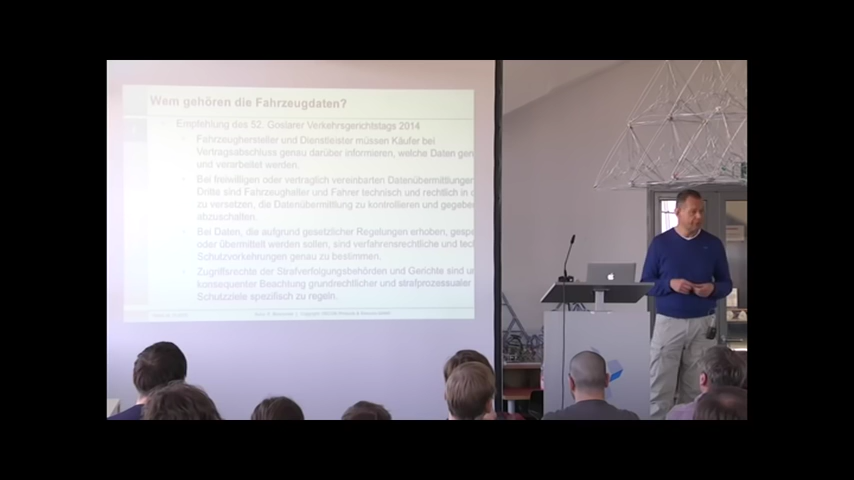 Wem gehören die Fahrzeugdaten?
Empfehlung des 52. Goslarer Verkehrsgerichtstags 2014
Fahrzeughersteller und Dienstleister müssen Käufer bei
Vertragsabschluss genau darüber informieren, welche Daten gen
und verarbeitet werden.
Bei freiwilligen oder vertraglich vereinbarten Datenübermittlungen
Dritte sind Fahrzeughalter und Fahrer technisch und rechtlich in d
zu versetzen, die Datenübermittlung zu kontrollieren und gegeben
abzuschalten.
Bei Daten, die aufgrund gesetzlicher Regelungen erhoben, gespe
oder übermittelt werden sollen, sind verfahrensrechtliche und tech
Schutzvorkehrungen genau zu bestimmen.
Zugriffsrechte der Strafverfolgungsbehörden und Gerichte sind un
konsequenter Beachtung grundrechtlicher und strafprozessualer
Schutzziele spezifisch zu regeln.